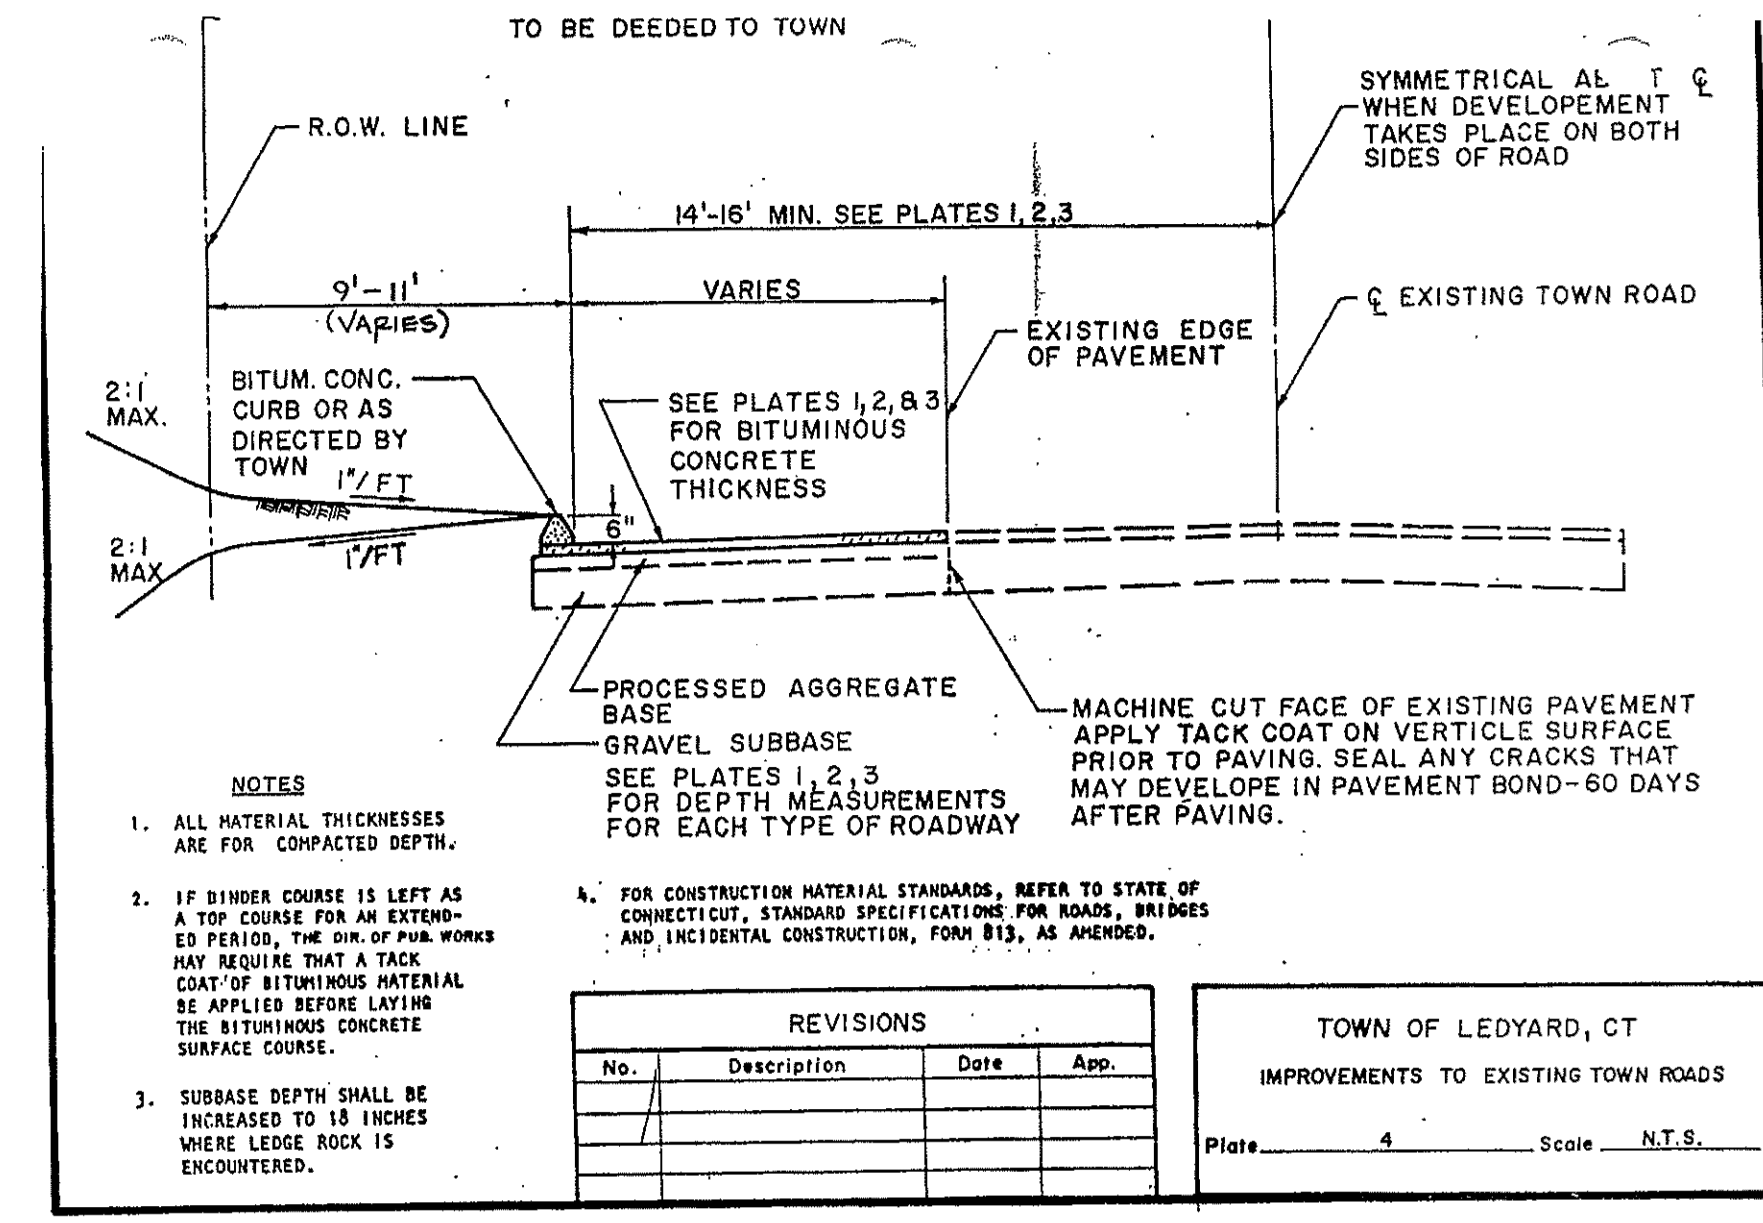 TO BE DEEDED TO TOWN
R.O.W. LINE
SYMMETRICAL ℄
WHEN DEVELOPEMENT
TAKES PLACE ON BOTH
SIDES OF ROAD
14'-16' MIN. SEE PLATES 1, 2, 3
9'-11'
(VARIES)
VARIES
℄ EXISTING TOWN ROAD
EXISTING EDGE
OF PAVEMENT
2:1
MAX.
BITUM. CONC.
CURB OR AS
DIRECTED BY
TOWN
SEE PLATES 1, 2, & 3
FOR BITUMINOUS
CONCRETE
THICKNESS
1"/FT
6"
1"/FT
2:1
MAX
PROCESSED AGGREGATE
BASE
GRAVEL SUBBASE
SEE PLATES 1, 2, 3
FOR DEPTH MEASUREMENTS
FOR EACH TYPE OF ROADWAY
MACHINE CUT FACE OF EXISTING PAVEMENT
APPLY TACK COAT ON VERTICLE SURFACE
PRIOR TO PAVING. SEAL ANY CRACKS THAT
MAY DEVELOPE IN PAVEMENT BOND-60 DAYS
AFTER PAVING.
NOTES
1. ALL MATERIAL THICKNESSES
ARE FOR COMPACTED DEPTH.
2. IF BINDER COURSE IS LEFT AS
A TOP COURSE FOR AN EXTEND-
ED PERIOD, THE DIR. OF PUB. WORKS
MAY REQUIRE THAT A TACK
COAT OF BITUMINOUS MATERIAL
BE APPLIED BEFORE LAYING
THE BITUMINOUS CONCRETE
SURFACE COURSE.
3. SUBBASE DEPTH SHALL BE
INCREASED TO 18 INCHES
WHERE LEDGE ROCK IS
ENCOUNTERED.
4. FOR CONSTRUCTION MATERIAL STANDARDS, REFER TO STATE OF
CONNECTICUT, STANDARD SPECIFICATIONS FOR ROADS, BRIDGES
AND INCIDENTAL CONSTRUCTION, FORM 813, AS AMENDED.
REVISIONS
No. Description Date App.
TOWN OF LEDYARD, CT
IMPROVEMENTS TO EXISTING TOWN ROADS
Plate 4 Scale N.T.S.